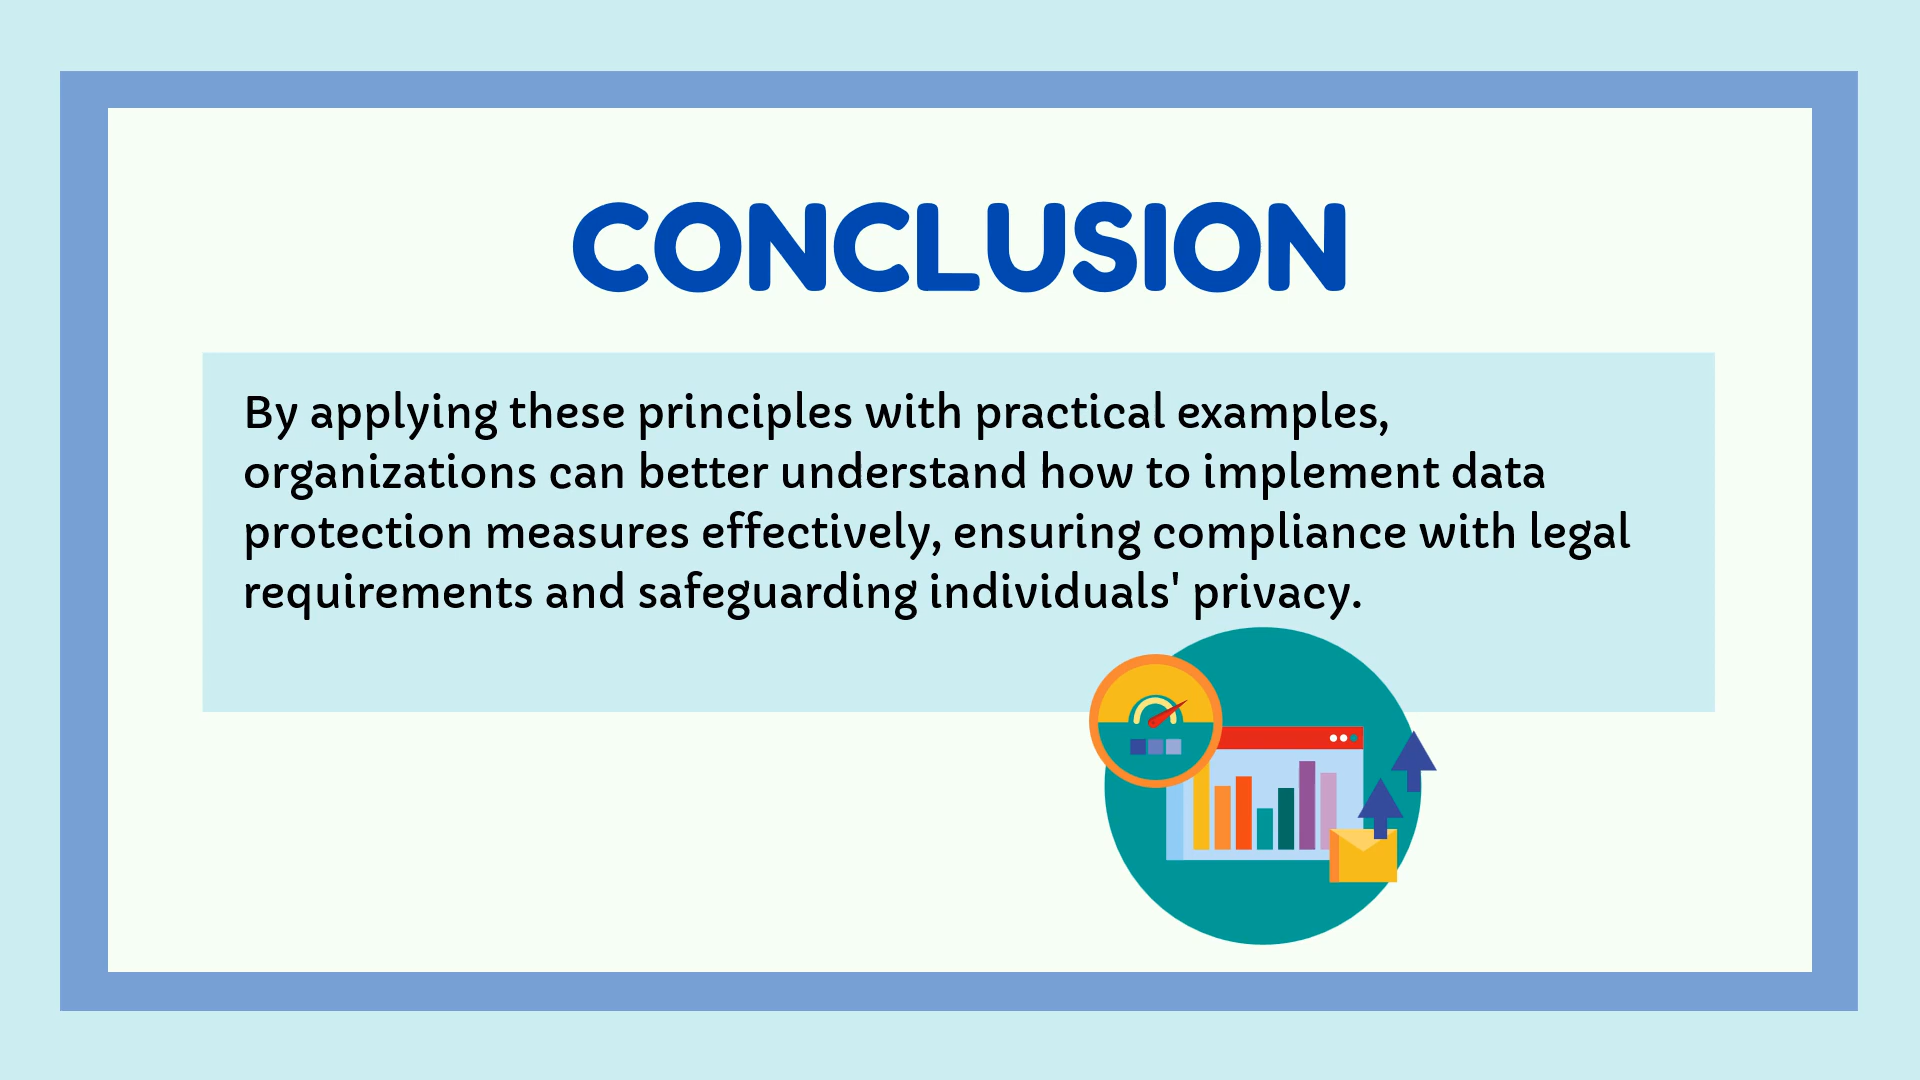 CONCLUSION
By applying these principles with practical examples,
organizations can better understand how to implement data
protection measures effectively, ensuring compliance with legal
requirements and safeguarding individuals' privacy.